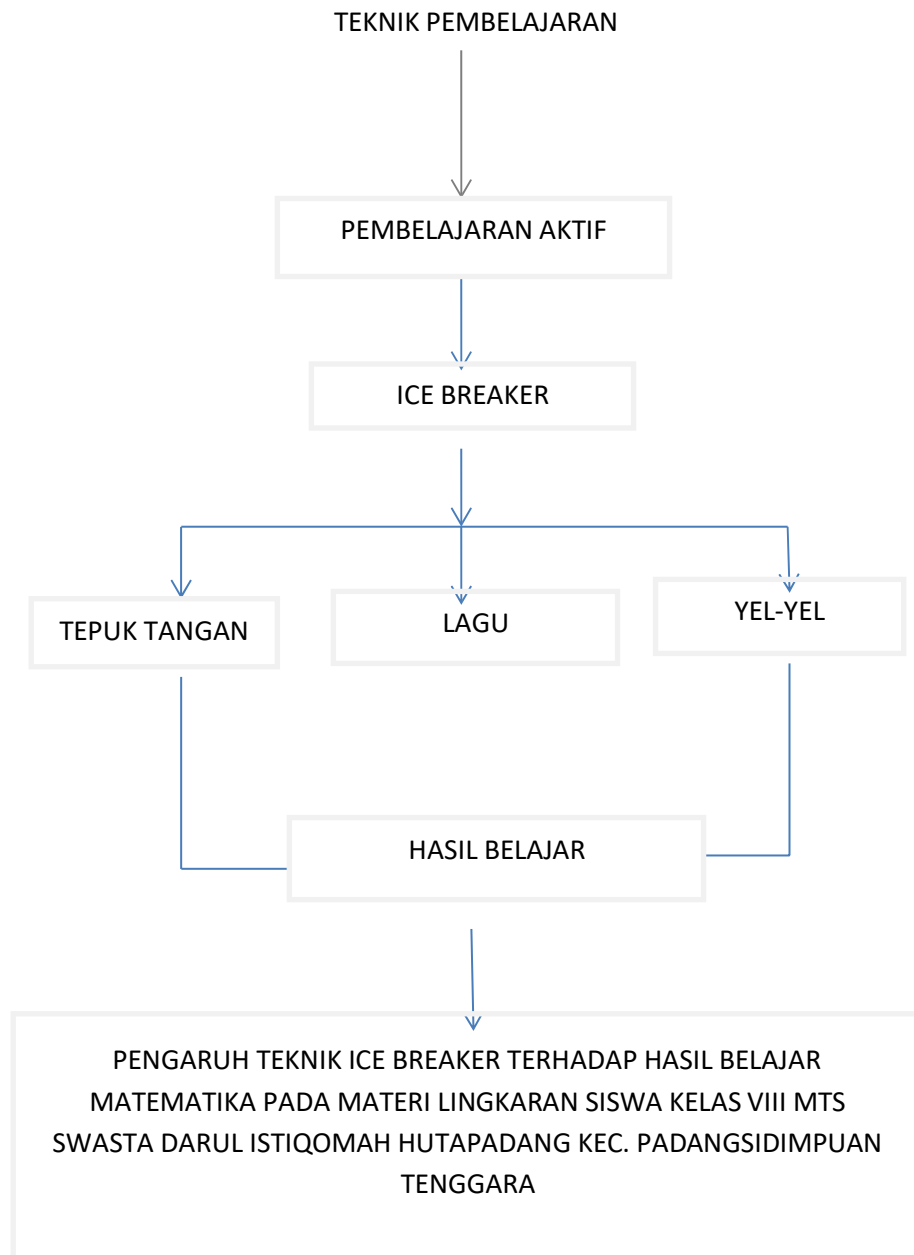 TEKNIK PEMBELAJARAN
PEMBELAJARAN AKTIF
ICE BREAKER
TEPUK TANGAN
LAGU
YEL-YEL
HASIL BELAJAR
PENGARUH TEKNIK ICE BREAKER TERHADAP HASIL BELAJAR
MATEMATIKA PADA MATERI LINGKARAN SISWA KELAS VIII MTS
SWASTA DARUL ISTIQOMAH HUTAPADANG KEC. PADANGSIDIMPUAN
TENGGARA